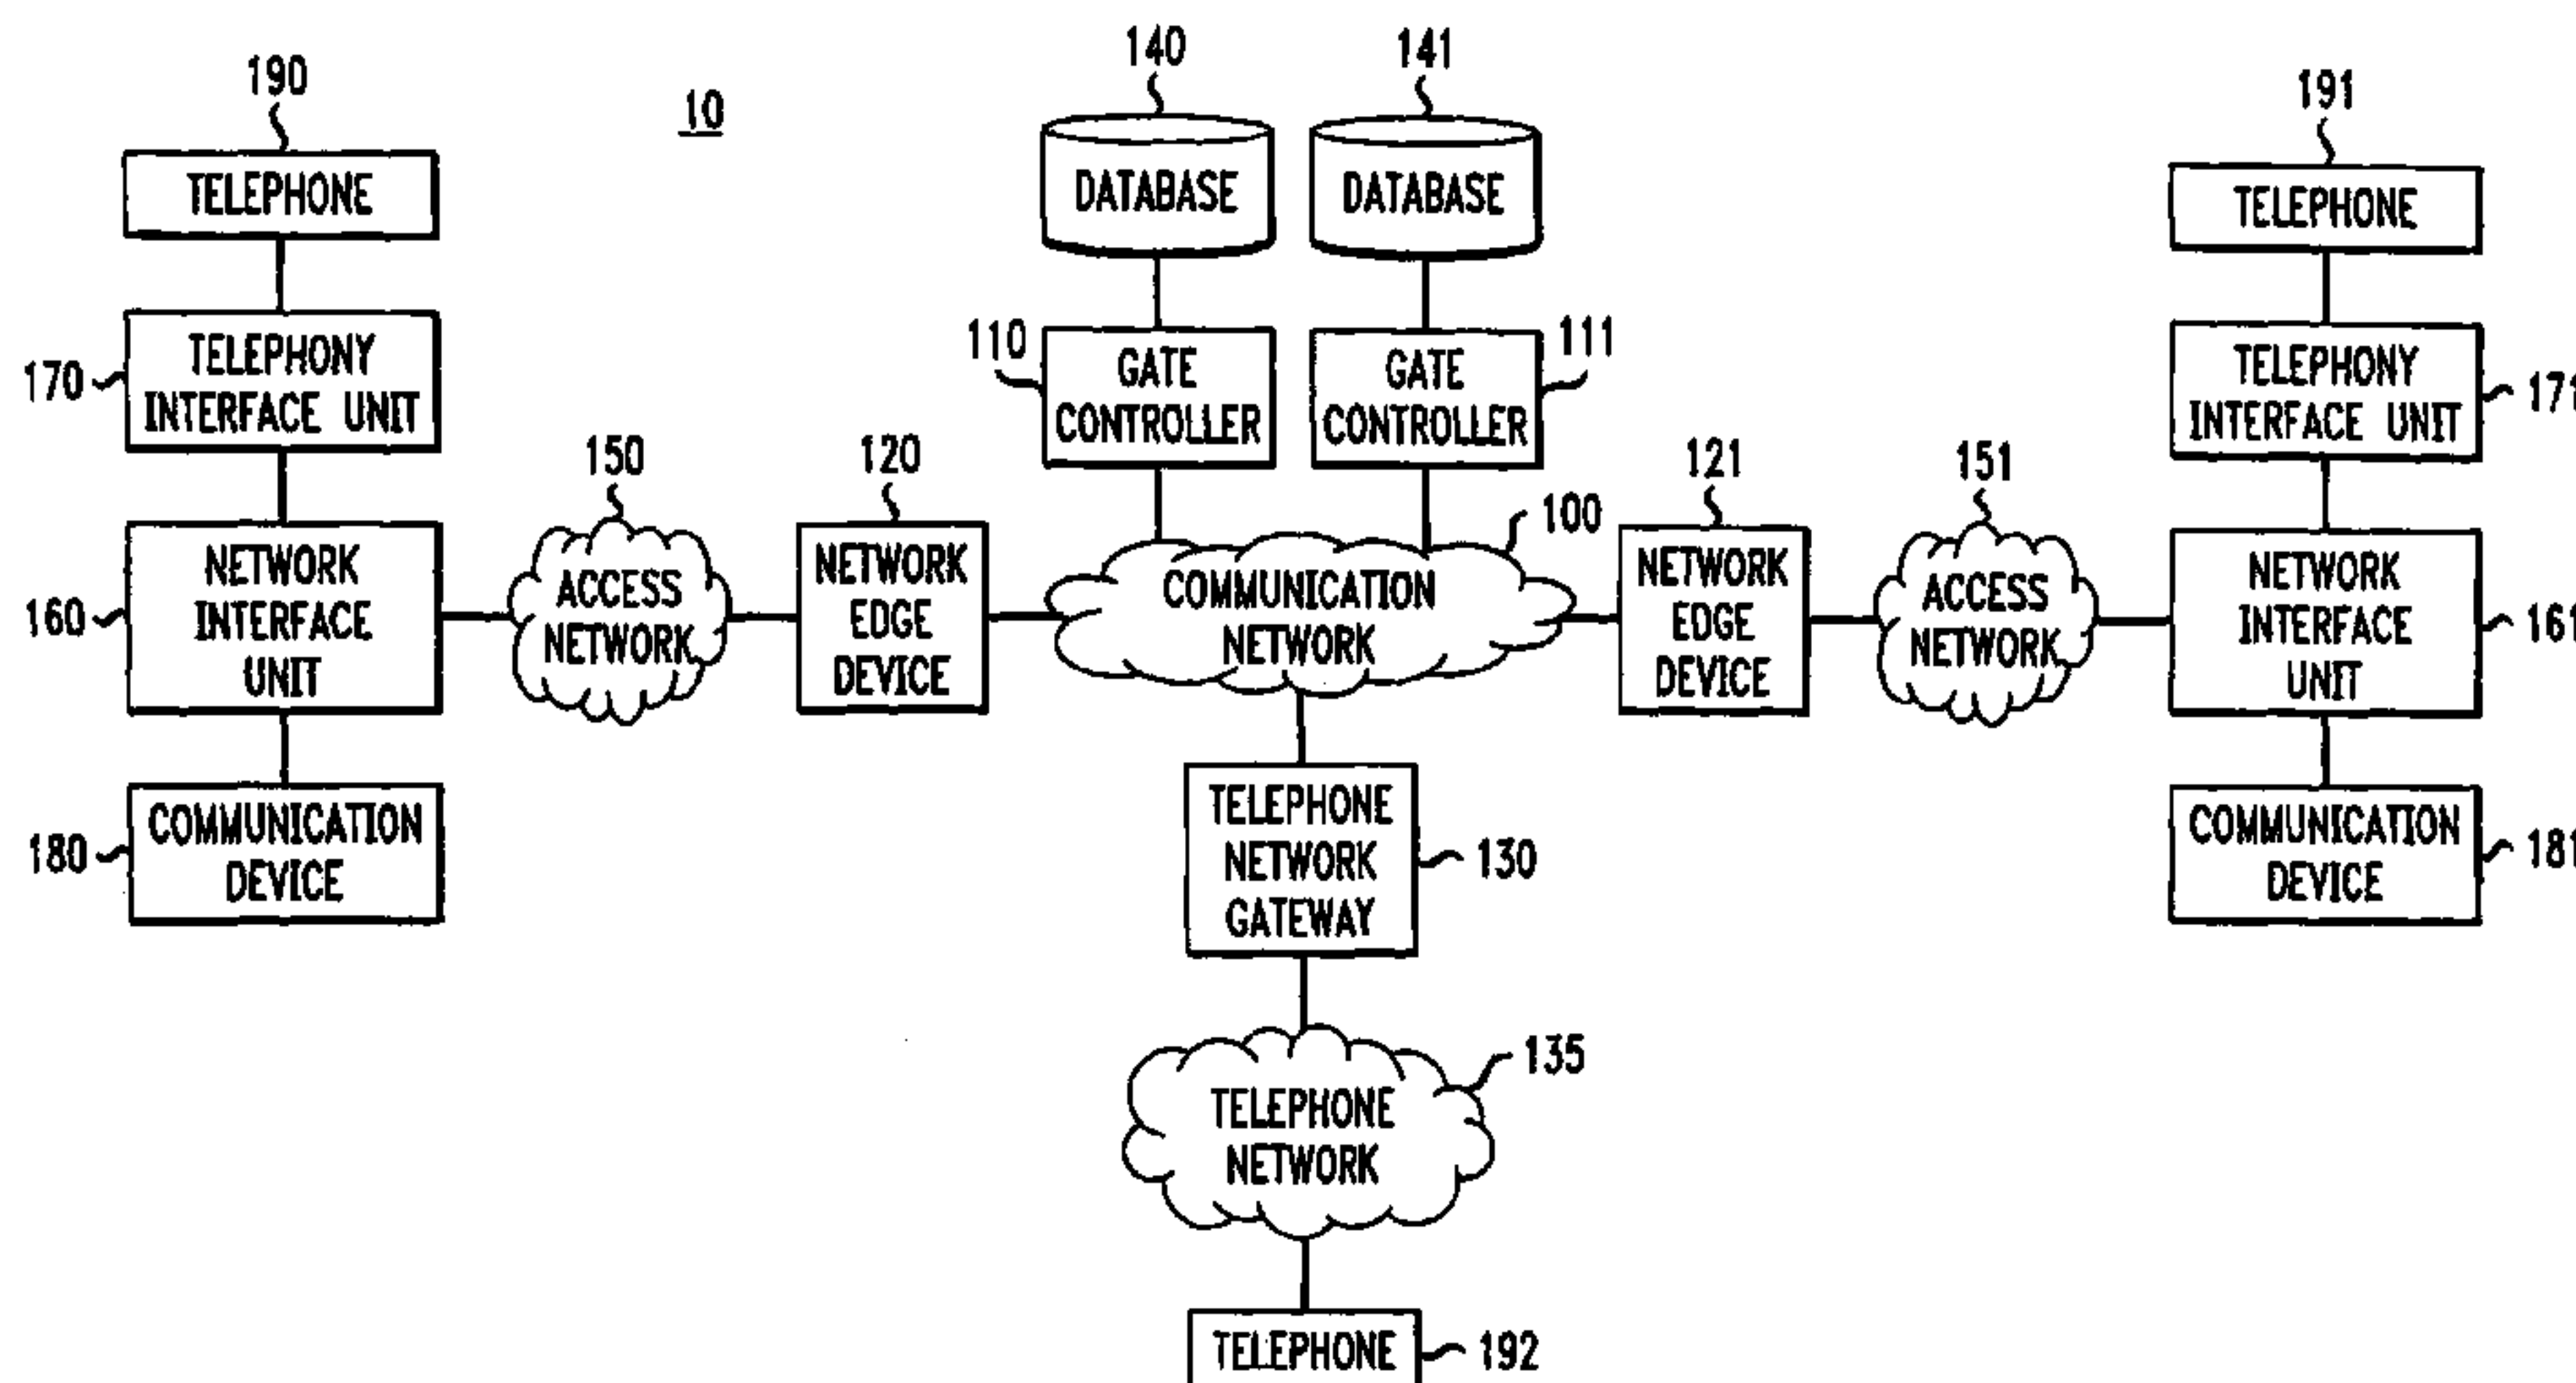 140
141
190
10
191
TELEPHONE
DATABASE
DATABASE
TELEPHONE
110
111
170
TELEPHONY
INTERFACE UNIT
GATE
CONTROLLER
GATE
CONTROLLER
TELEPHONY
INTERFACE UNIT
171
150
120
100
121
151
160
NETWORK
INTERFACE
UNIT
ACCESS
NETWORK
NETWORK
EDGE
DEVICE
COMMUNICATION
NETWORK
NETWORK
EDGE
DEVICE
ACCESS
NETWORK
NETWORK
INTERFACE
UNIT
161
180
COMMUNICATION
DEVICE
TELEPHONE
NETWORK
GATEWAY
130
COMMUNICATION
DEVICE
181
135
TELEPHONE
NETWORK
TELEPHONE
192